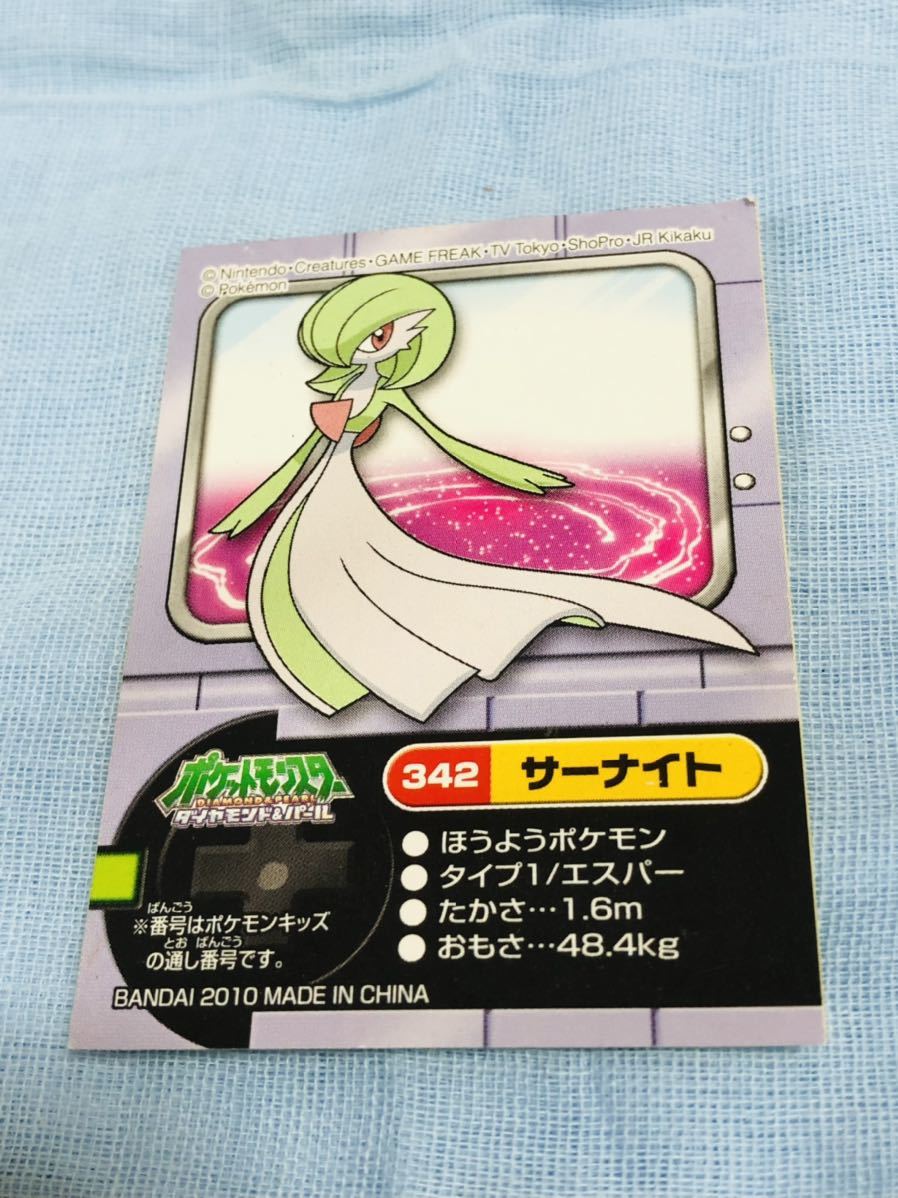 © Nintendo・Creatures・GAME FREAK・TV Tokyo・ShoPro・JR Kikaku
© Pokémon
342 サーナイト
ポケットモンスター
DIAMOND & PEARL
ダイヤモンド&パール
● ほうようポケモン
● タイプ1/エスパー
● たかさ…1.6m
● おもさ…48.4kg
ばんごう
※番号はポケモンキッズ
とお ばんごう
の通し番号です。
BANDAI 2010 MADE IN CHINA